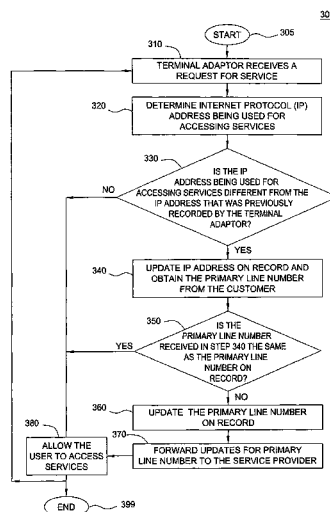 30
START
305
310
TERMINAL ADAPTOR RECEIVES A
REQUEST FOR SERVICE
320
DETERMINE INTERNET PROTOCOL (IP)
ADDRESS BEING USED FOR
ACCESSING SERVICES
330
IS THE IP
ADDRESS BEING USED FOR
ACCESSING SERVICES DIFFERENT FROM THE
IP ADDRESS THAT WAS PREVIOUSLY
RECORDED BY THE TERMINAL
ADAPTOR?
NO
YES
340
UPDATE IP ADDRESS ON RECORD AND
OBTAIN THE PRIMARY LINE NUMBER
FROM THE CUSTOMER
350
IS THE
PRIMARY LINE NUMBER
RECEIVED IN STEP 340 THE SAME
AS THE PRIMARY LINE
NUMBER ON
RECORD?
YES
NO
360
UPDATE THE PRIMARY LINE NUMBER
ON RECORD
370
FORWARD UPDATES FOR PRIMARY
LINE NUMBER TO THE SERVICE PROVIDER
380
ALLOW THE
USER TO ACCESS
SERVICES
END
399